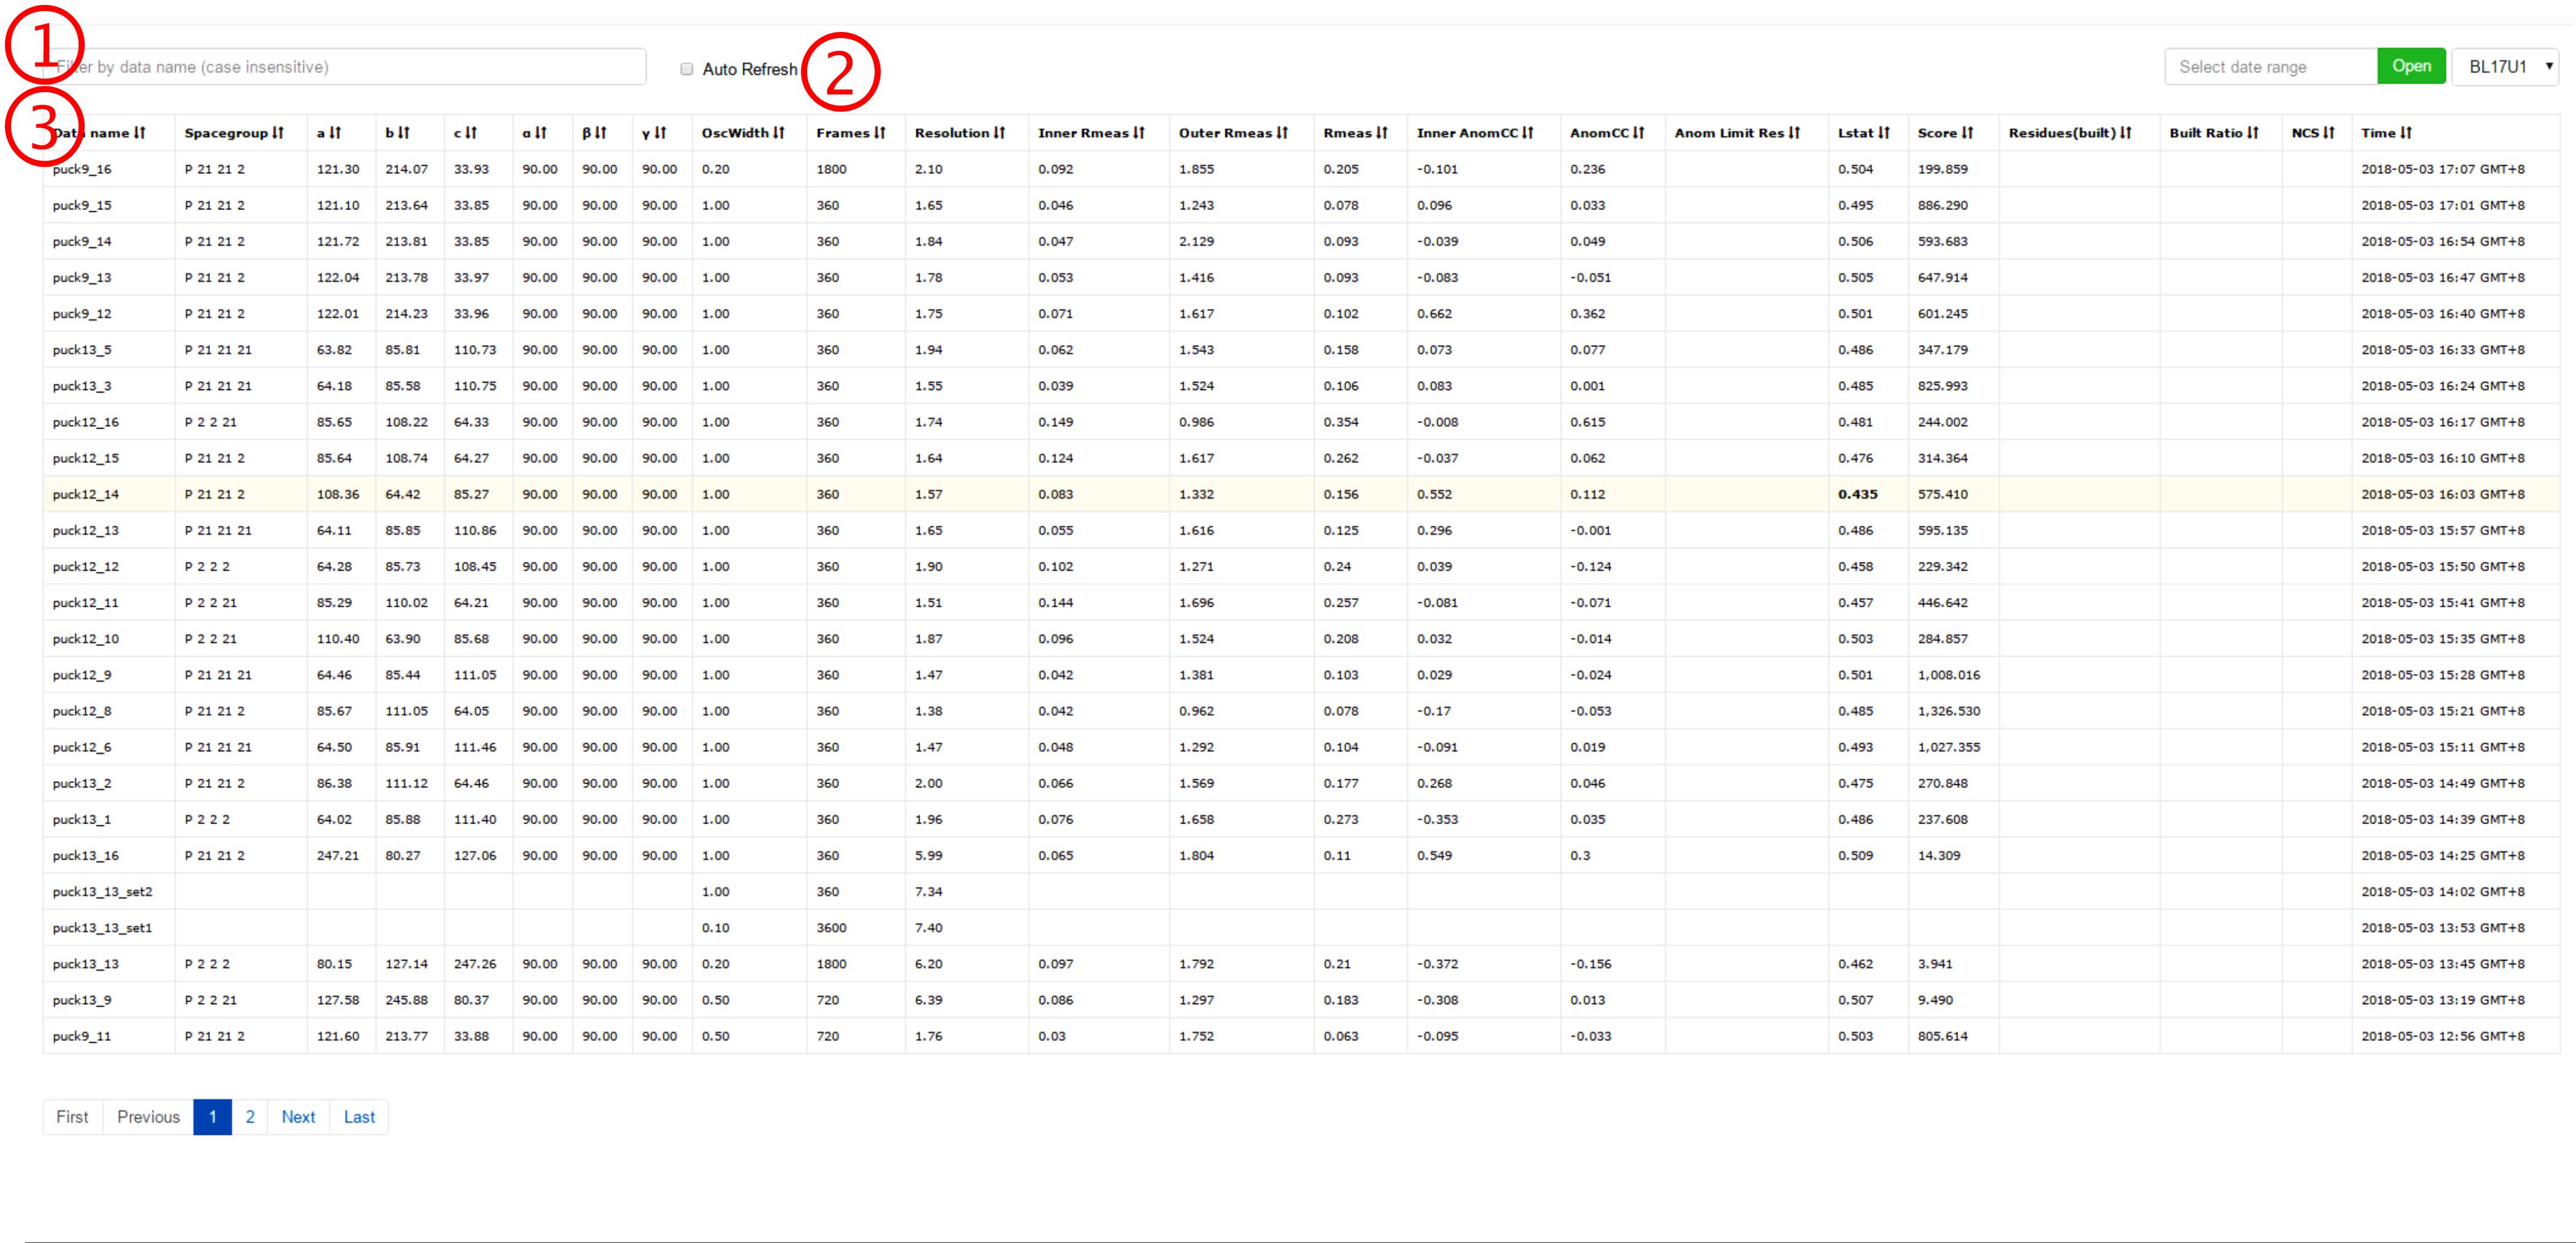 ①
Filter by data name (case insensitive) Auto Refresh ② Select date range Open BL17U1
③
Data name Spacegroup a b c α β γ OscWidth Frames Resolution Inner Rmeas Outer Rmeas Rmeas Inner AnomCC AnomCC Anom Limit Res Lstat Score Residues(built) Built Ratio NCS Time
puck9_16 P 21 21 2 121.30 214.07 33.93 90.00 90.00 90.00 0.20 1800 2.10 0.092 1.855 0.205 -0.101 0.236 0.504 199.859 2018-05-03 17:07 GMT+8
puck9_15 P 21 21 2 121.10 213.64 33.85 90.00 90.00 90.00 1.00 360 1.65 0.046 1.243 0.078 0.096 0.033 0.495 886.290 2018-05-03 17:01 GMT+8
puck9_14 P 21 21 2 121.72 213.81 33.85 90.00 90.00 90.00 1.00 360 1.84 0.047 2.129 0.093 -0.039 0.049 0.506 593.683 2018-05-03 16:54 GMT+8
puck9_13 P 21 21 2 122.04 213.78 33.97 90.00 90.00 90.00 1.00 360 1.78 0.053 1.416 0.093 -0.083 -0.051 0.505 647.914 2018-05-03 16:47 GMT+8
puck9_12 P 21 21 2 122.01 214.23 33.96 90.00 90.00 90.00 1.00 360 1.75 0.071 1.617 0.102 0.662 0.362 0.501 601.245 2018-05-03 16:40 GMT+8
puck13_5 P 21 21 21 63.82 85.81 110.73 90.00 90.00 90.00 1.00 360 1.94 0.062 1.543 0.158 0.073 0.077 0.486 347.179 2018-05-03 16:33 GMT+8
puck13_3 P 21 21 21 64.18 85.58 110.75 90.00 90.00 90.00 1.00 360 1.55 0.039 1.524 0.106 0.083 0.001 0.485 825.993 2018-05-03 16:24 GMT+8
puck12_16 P 2 2 21 85.65 108.22 64.33 90.00 90.00 90.00 1.00 360 1.74 0.149 0.986 0.354 -0.008 0.615 0.481 244.002 2018-05-03 16:17 GMT+8
puck12_15 P 21 21 2 85.64 108.74 64.27 90.00 90.00 90.00 1.00 360 1.64 0.124 1.617 0.262 -0.037 0.062 0.476 314.364 2018-05-03 16:10 GMT+8
puck12_14 P 21 21 2 108.36 64.42 85.27 90.00 90.00 90.00 1.00 360 1.57 0.083 1.332 0.156 0.552 0.112 0.435 575.410 2018-05-03 16:03 GMT+8
puck12_13 P 21 21 21 64.11 85.85 110.86 90.00 90.00 90.00 1.00 360 1.65 0.055 1.616 0.125 0.296 -0.001 0.486 595.135 2018-05-03 15:57 GMT+8
puck12_12 P 2 2 2 64.28 85.73 108.45 90.00 90.00 90.00 1.00 360 1.90 0.102 1.271 0.24 0.039 -0.124 0.458 229.342 2018-05-03 15:50 GMT+8
puck12_11 P 2 2 21 85.29 110.02 64.21 90.00 90.00 90.00 1.00 360 1.51 0.144 1.696 0.257 -0.081 -0.071 0.457 446.642 2018-05-03 15:41 GMT+8
puck12_10 P 2 2 21 110.40 63.90 85.68 90.00 90.00 90.00 1.00 360 1.87 0.096 1.524 0.208 0.032 -0.014 0.503 284.857 2018-05-03 15:35 GMT+8
puck12_9 P 21 21 21 64.46 85.44 111.05 90.00 90.00 90.00 1.00 360 1.47 0.042 1.381 0.103 0.029 -0.024 0.501 1,008.016 2018-05-03 15:28 GMT+8
puck12_8 P 21 21 2 85.67 111.05 64.05 90.00 90.00 90.00 1.00 360 1.38 0.042 0.962 0.078 -0.17 -0.053 0.485 1,326.530 2018-05-03 15:21 GMT+8
puck12_6 P 21 21 21 64.50 85.91 111.46 90.00 90.00 90.00 1.00 360 1.47 0.048 1.292 0.104 -0.091 0.019 0.493 1,027.355 2018-05-03 15:11 GMT+8
puck13_2 P 21 21 2 86.38 111.12 64.46 90.00 90.00 90.00 1.00 360 2.00 0.066 1.569 0.177 0.268 0.046 0.475 270.848 2018-05-03 14:49 GMT+8
puck13_1 P 2 2 2 64.02 85.88 111.40 90.00 90.00 90.00 1.00 360 1.96 0.076 1.658 0.273 -0.353 0.035 0.486 237.608 2018-05-03 14:39 GMT+8
puck13_16 P 21 21 2 247.21 80.27 127.06 90.00 90.00 90.00 1.00 360 5.99 0.065 1.804 0.11 0.549 0.3 0.509 14.309 2018-05-03 14:25 GMT+8
puck13_13_set2 1.00 360 7.34 2018-05-03 14:02 GMT+8
puck13_13_set1 0.10 3600 7.40 2018-05-03 13:53 GMT+8
puck13_13 P 2 2 2 80.15 127.14 247.26 90.00 90.00 90.00 0.20 1800 6.20 0.097 1.792 0.21 -0.372 -0.156 0.462 3.941 2018-05-03 13:45 GMT+8
puck13_9 P 2 2 21 127.58 245.88 80.37 90.00 90.00 90.00 0.50 720 6.39 0.086 1.297 0.183 -0.308 0.013 0.507 9.490 2018-05-03 13:19 GMT+8
puck9_11 P 21 21 2 121.60 213.77 33.88 90.00 90.00 90.00 0.50 720 1.76 0.03 1.752 0.063 -0.095 -0.033 0.503 805.614 2018-05-03 12:56 GMT+8
First Previous 1 2 Next Last